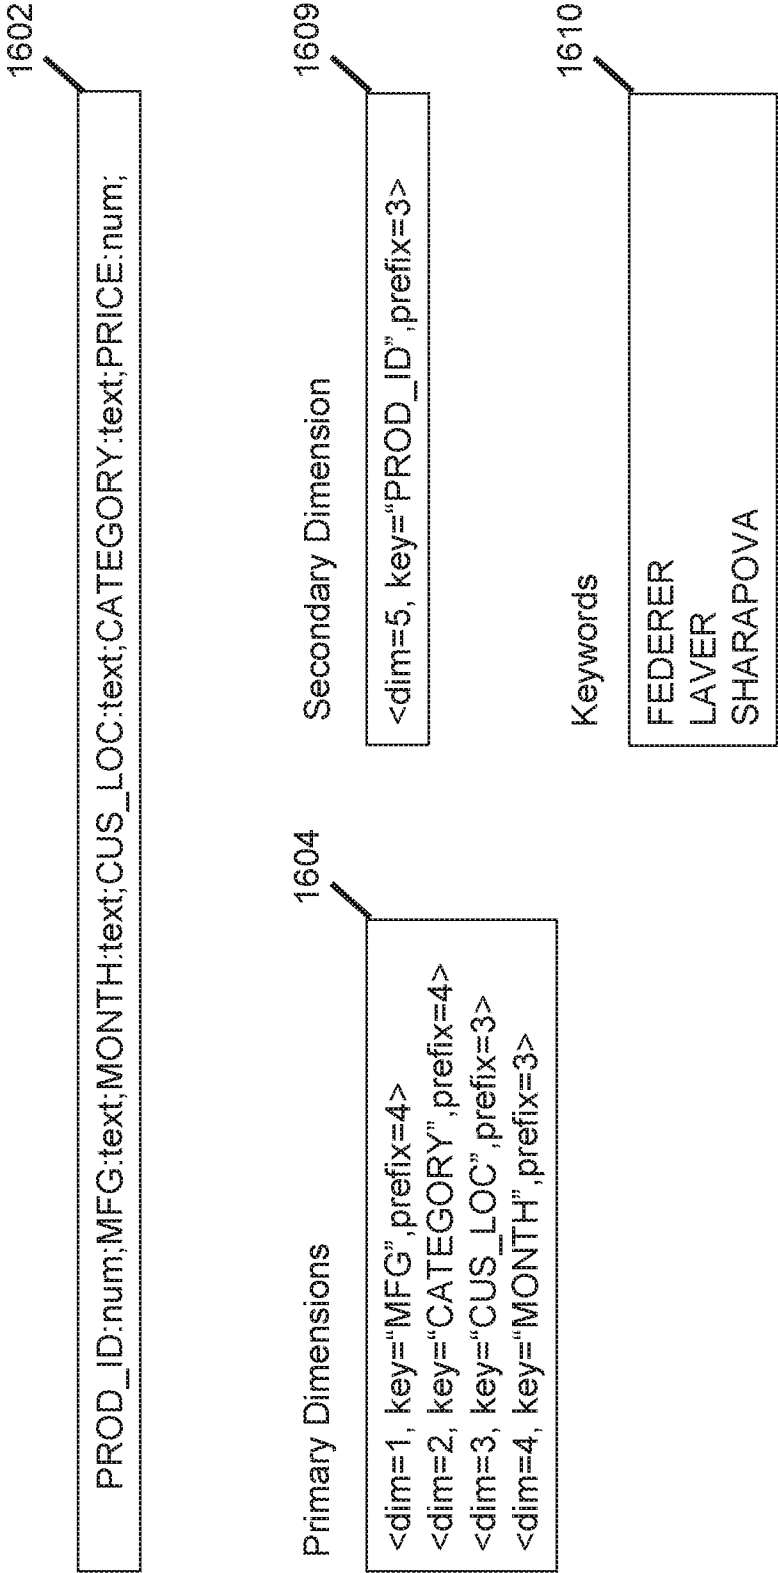 1602
PROD_ID:num;MFG:text;MONTH:text;CUS_LOC:text;CATEGORY:text;PRICE:num;
Primary Dimensions
1604
<dim=1, key=“MFG”,prefix=4>
<dim=2, key=“CATEGORY”,prefix=4>
<dim=3, key=“CUS_LOC”,prefix=3>
<dim=4, key=“MONTH”,prefix=3>
Secondary Dimension
1609
<dim=5, key=“PROD_ID”,prefix=3>
Keywords
1610
FEDERER
LAVER
SHARAPOVA